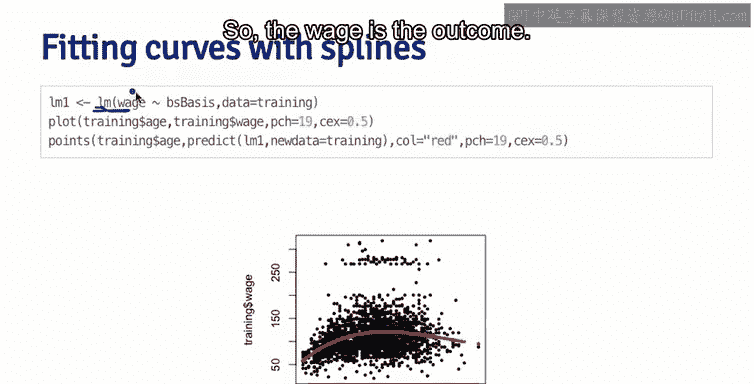 So, the wage is the outcome.
Fitting curves with splines
lm1 <- lm(wage ~ bsBasis,data=training)
plot(training$age,training$wage,pch=19,cex=0.5)
points(training$age,predict(lm1,newdata=training),col="red",pch=19,cex=0.5)
training$wage
250
150
50